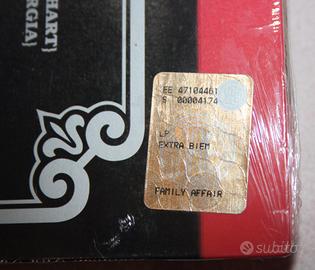 HART}
RGIA}
EE 47104461
S 00004174
LP
EXTRA BIEM
FAMILY AFFAIR
subito